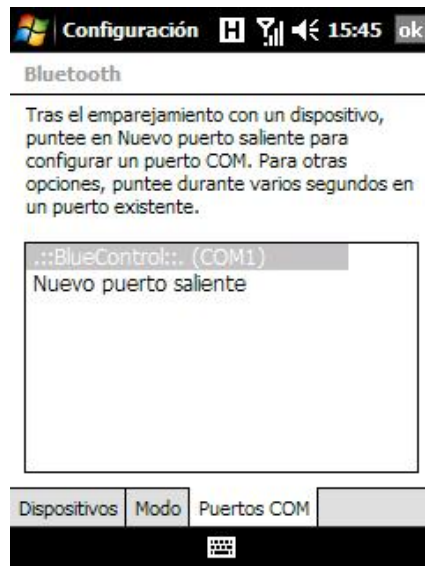 Configuración H 15:45 ok
Bluetooth
Tras el emparejamiento con un dispositivo,
puntee en Nuevo puerto saliente para
configurar un puerto COM. Para otras
opciones, puntee durante varios segundos en
un puerto existente.
.::BlueControl::. (COM1)
Nuevo puerto saliente
Dispositivos Modo Puertos COM